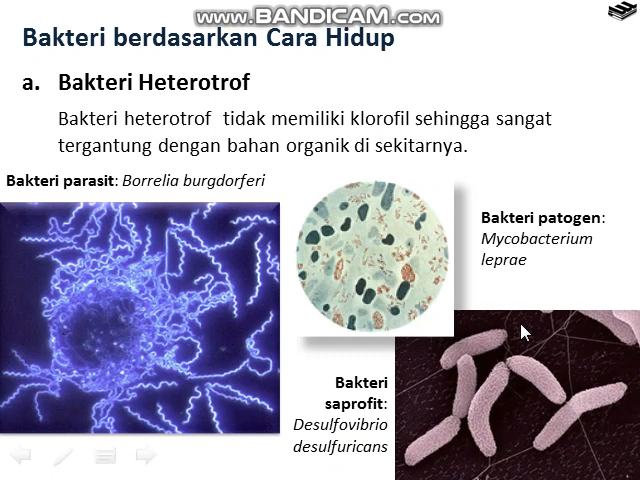 www.BANDICAM.com
Bakteri berdasarkan Cara Hidup
a. Bakteri Heterotrof
Bakteri heterotrof tidak memiliki klorofil sehingga sangat
tergantung dengan bahan organik di sekitarnya.
Bakteri parasit: Borrelia burgdorferi
Bakteri patogen:
Mycobacterium
leprae
Bakteri
saprofit:
Desulfovibrio
desulfuricans